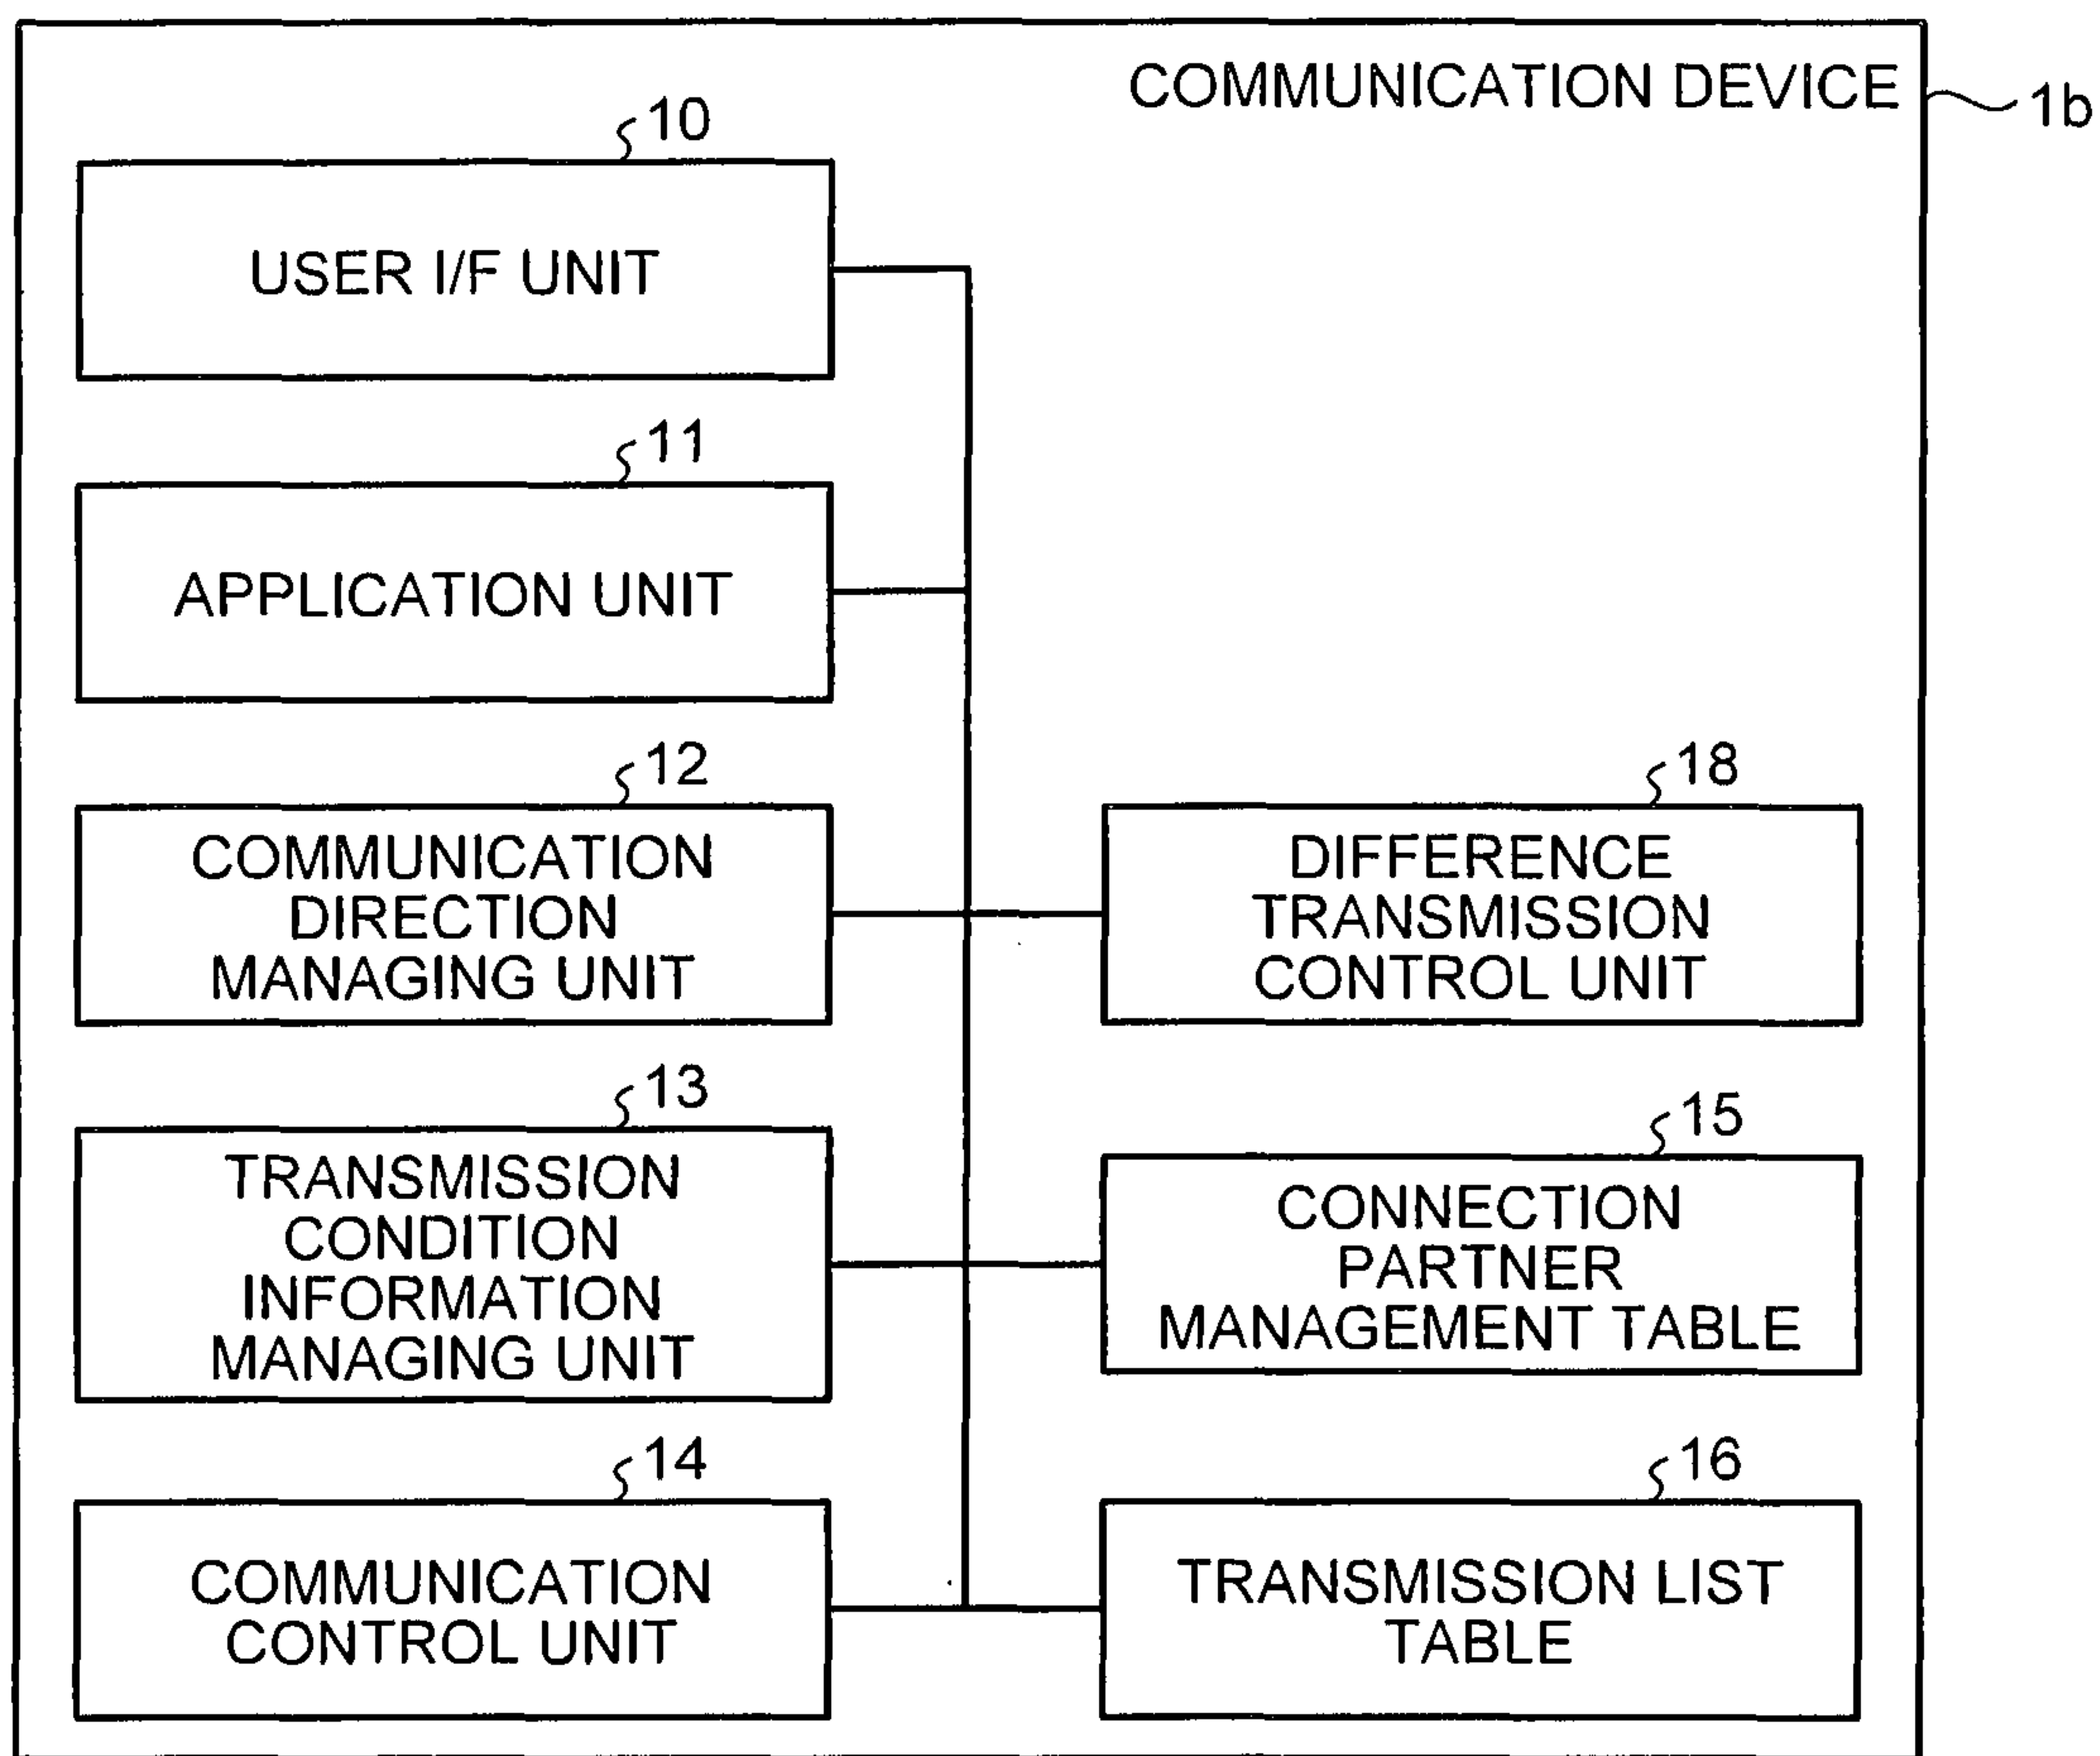 COMMUNICATION DEVICE
1b
10
USER I/F UNIT
11
APPLICATION UNIT
12
COMMUNICATION
DIRECTION
MANAGING UNIT
18
DIFFERENCE
TRANSMISSION
CONTROL UNIT
13
TRANSMISSION
CONDITION
INFORMATION
MANAGING UNIT
15
CONNECTION
PARTNER
MANAGEMENT TABLE
14
COMMUNICATION
CONTROL UNIT
16
TRANSMISSION LIST
TABLE